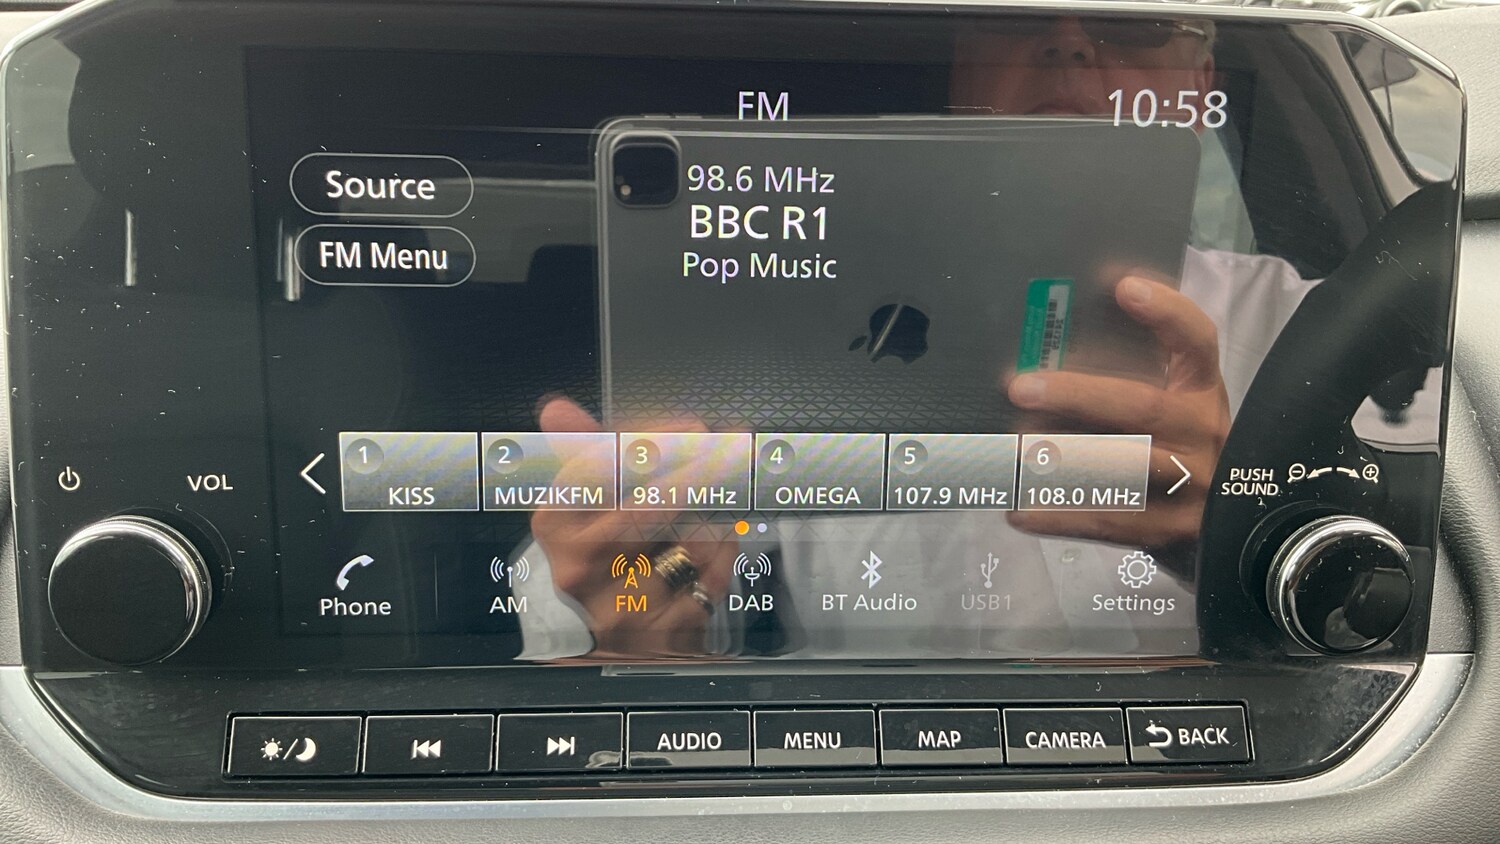 FM
10:58
Source
98.6 MHz
BBC R1
FM Menu
Pop Music
1 KISS
2 MUZIKFM
3 98.1 MHz
4 OMEGA
5 107.9 MHz
6 108.0 MHz
VOL
PUSH
SOUND
Phone
AM
FM
DAB
BT Audio
USB1
Settings
AUDIO
MENU
MAP
CAMERA
BACK